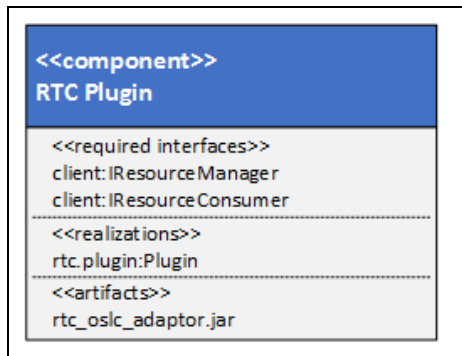 <<component>>
RTC Plugin
<<required interfaces>>
client:IResourceManager
client:IResourceConsumer
<<realizations>>
rtc.plugin:Plugin
<<artifacts>>
rtc_oslc_adaptor.jar